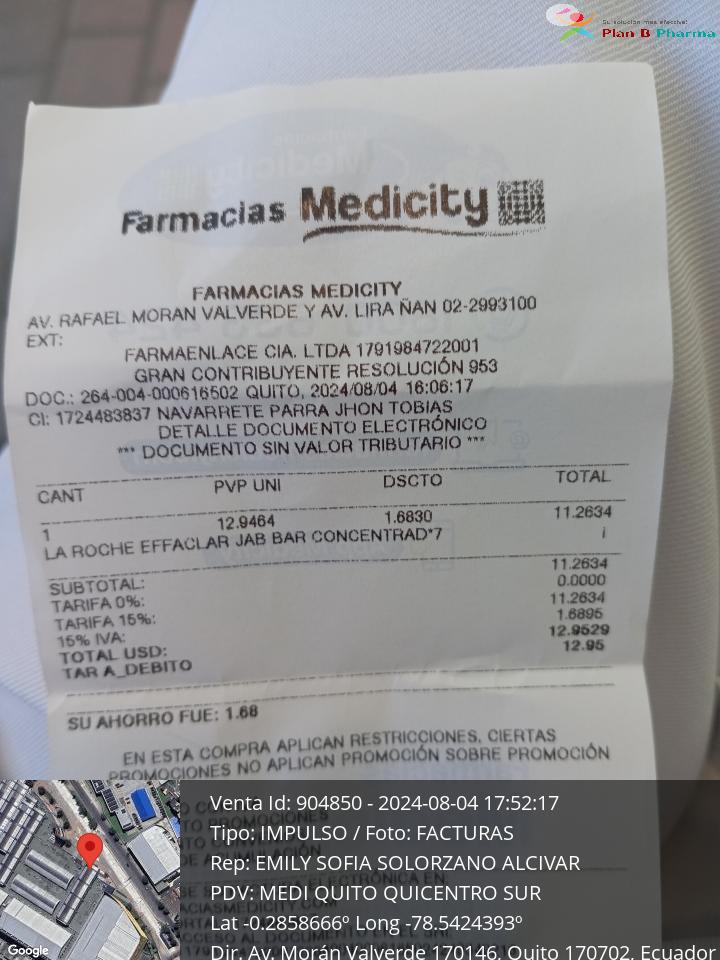 Su solución más efectiva!
Plan B Pharma
Farmacias Medicity
FARMACIAS MEDICITY
AV. RAFAEL MORAN VALVERDE Y AV. LIRA ÑAN 02-2993100
EXT:
FARMAENLACE CIA. LTDA 1791984722001
GRAN CONTRIBUYENTE RESOLUCIÓN 953
DOC.: 264-004-000616502 QUITO, 2024/08/04 16:06:17
CI: 1724483837 NAVARRETE PARRA JHON TOBIAS
DETALLE DOCUMENTO ELECTRÓNICO
*** DOCUMENTO SIN VALOR TRIBUTARIO ***
CANT PVP UNI DSCTO TOTAL
1 12.9464 1.6830 11.2634
LA ROCHE EFFACLAR JAB BAR CONCENTRAD*7 i
SUBTOTAL: 11.2634
TARIFA 0%: 0.0000
TARIFA 15%: 11.2634
15% IVA: 1.6895
TOTAL USD: 12.9529
TAR A_DEBITO 12.95
SU AHORRO FUE: 1.68
EN ESTA COMPRA APLICAN RESTRICCIONES, CIERTAS
PROMOCIONES NO APLICAN PROMOCIÓN SOBRE PROMOCIÓN
Venta Id: 904850 - 2024-08-04 17:52:17
Tipo: IMPULSO / Foto: FACTURAS
Rep: EMILY SOFIA SOLORZANO ALCIVAR
PDV: MEDI QUITO QUICENTRO SUR
Lat -0.2858666º Long -78.5424393º
Dir. Av. Morán Valverde 170146, Quito 170702, Ecuador
Google